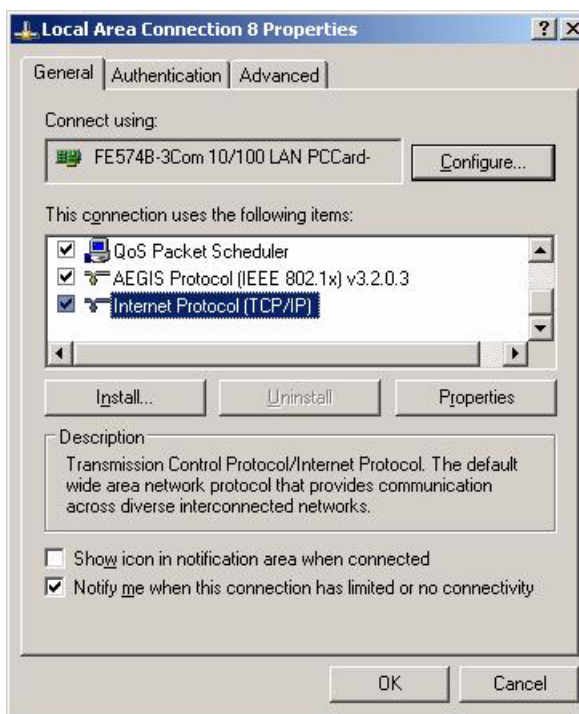 Local Area Connection 8 Properties
General Authentication Advanced
Connect using:
FE574B-3Com 10/100 LAN PCCard-
Configure...
This connection uses the following items:
QoS Packet Scheduler
AEGIS Protocol (IEEE 802.1x) v3.2.0.3
Internet Protocol (TCP/IP)
Install... Uninstall Properties
Description
Transmission Control Protocol/Internet Protocol. The default
wide area network protocol that provides communication
across diverse interconnected networks.
Show icon in notification area when connected
Notify me when this connection has limited or no connectivity
OK Cancel